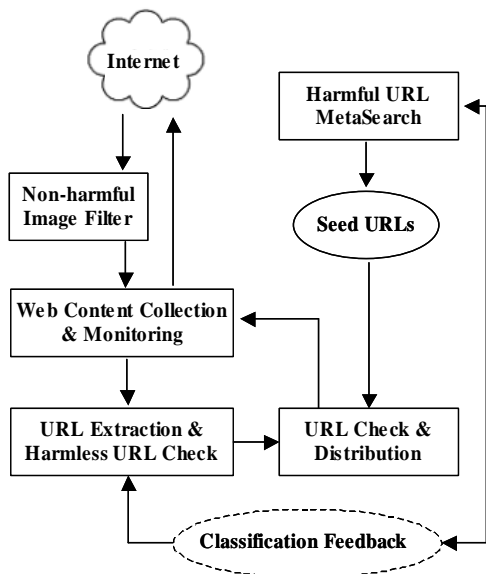 Internet
Harmful URL
MetaSearch
Non-harmful
Image Filter
Seed URLs
Web Content Collection
& Monitoring
URL Extraction &
Harmless URL Check
URL Check &
Distribution
Classification Feedback